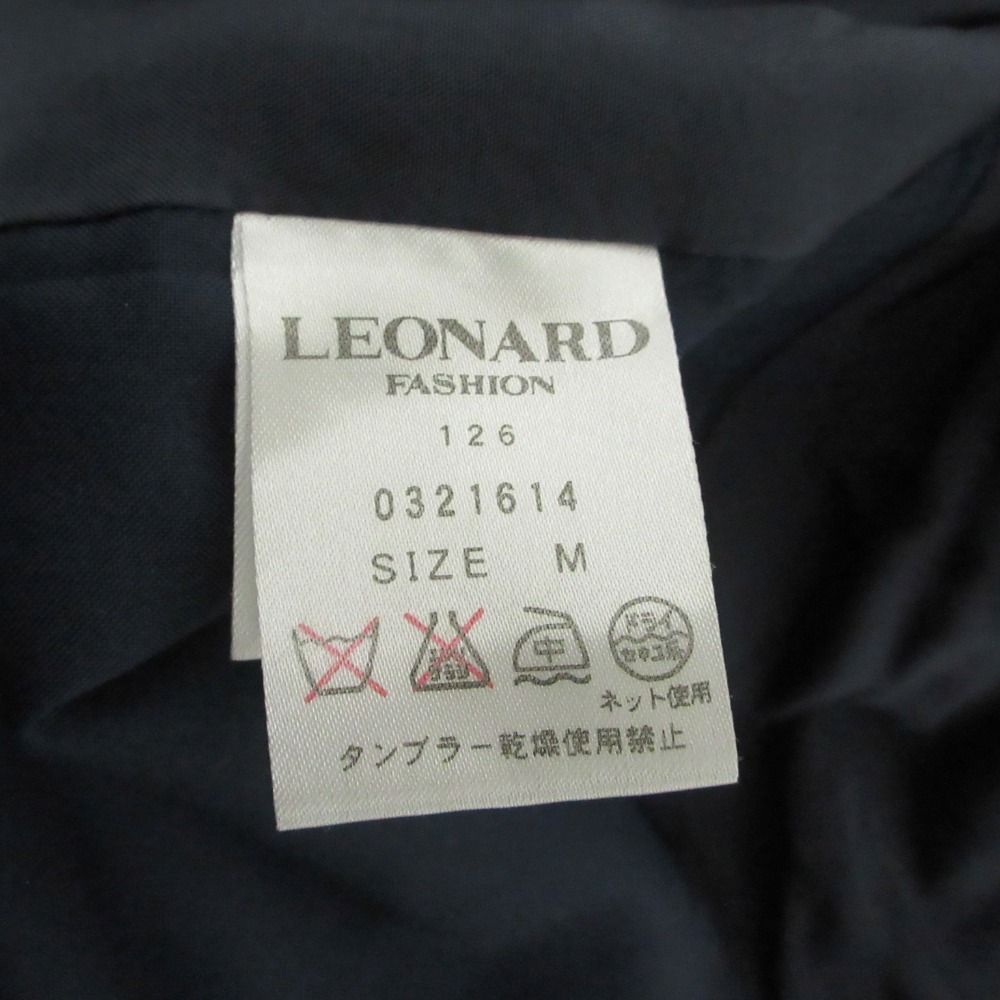 LEONARD
FASHION
126
0321614
SIZE M
中 ドライ
セキユ系
ネット使用
タンブラー乾燥使用禁止